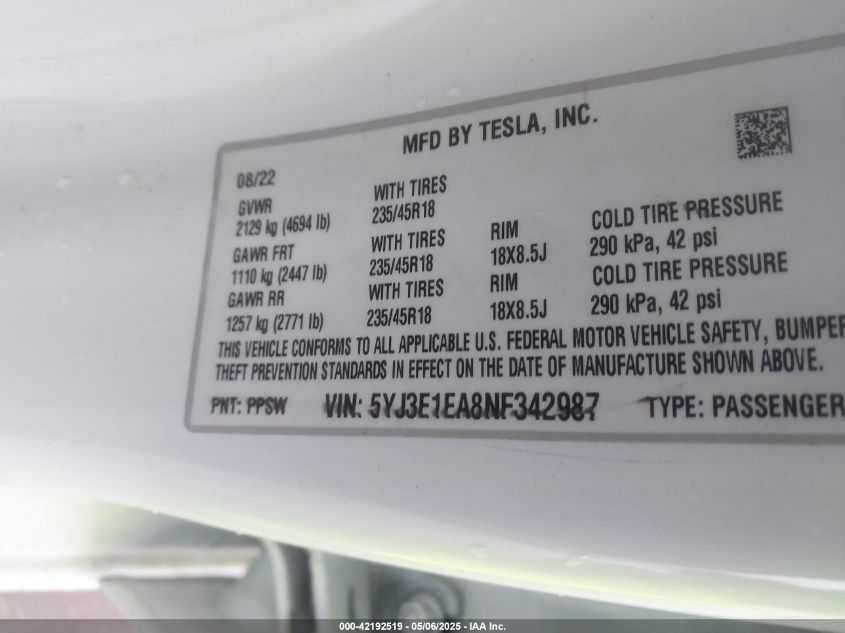 MFD BY TESLA, INC.
08/22
GVWR
2129 kg (4694 lb)
WITH TIRES
235/45R18
GAWR FRT
1110 kg (2447 lb)
WITH TIRES
235/45R18
RIM
18X8.5J
COLD TIRE PRESSURE
290 kPa, 42 psi
GAWR RR
1257 kg (2771 lb)
WITH TIRES
235/45R18
RIM
18X8.5J
COLD TIRE PRESSURE
290 kPa, 42 psi
THIS VEHICLE CONFORMS TO ALL APPLICABLE U.S. FEDERAL MOTOR VEHICLE SAFETY, BUMPER
THEFT PREVENTION STANDARDS IN EFFECT ON THE DATE OF MANUFACTURE SHOWN ABOVE.
PNT: PPSW VIN: 5YJ3E1EA8NF342987 TYPE: PASSENGER
000-42192519 - 05/06/2025 - IAA Inc.